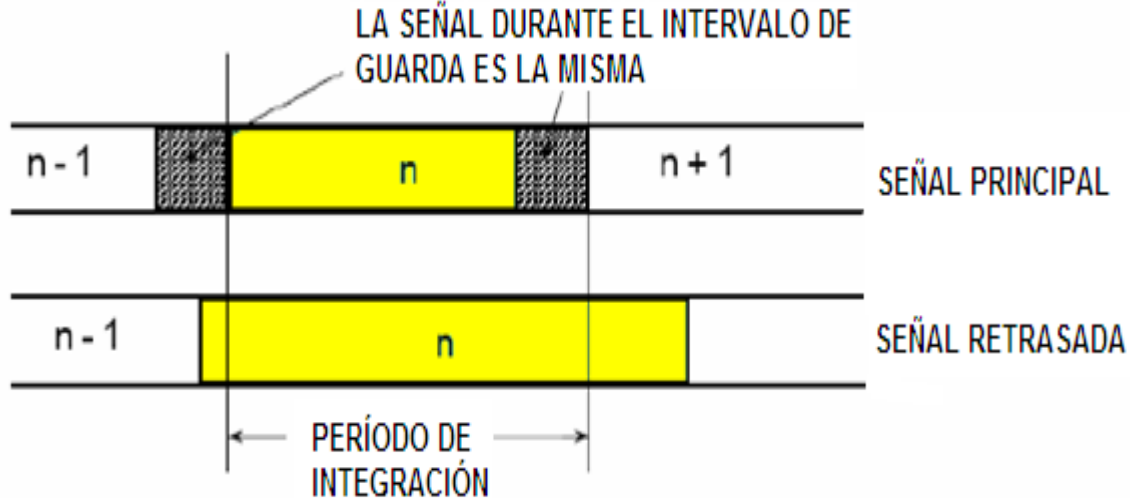 LA SEÑAL DURANTE EL INTERVALO DE
GUARDA ES LA MISMA
n - 1
n
n + 1
SEÑAL PRINCIPAL
n - 1
n
SEÑAL RETRASADA
PERÍODO DE
INTEGRACIÓN